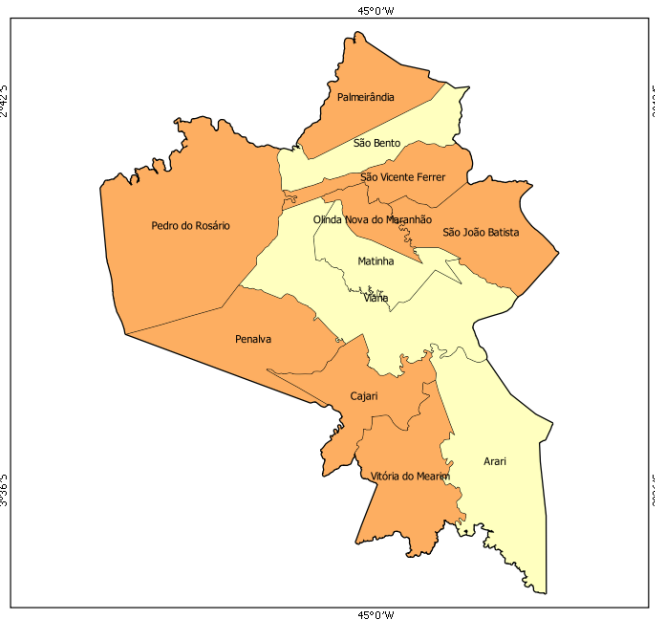 45°0'W
Palmeirândia
São Bento
São Vicente Ferrer
Olinda Nova do Maranhão
Pedro do Rosário
São João Batista
Matinha
Viana
Penalva
Cajari
Arari
Vitória do Mearim
45°0'W